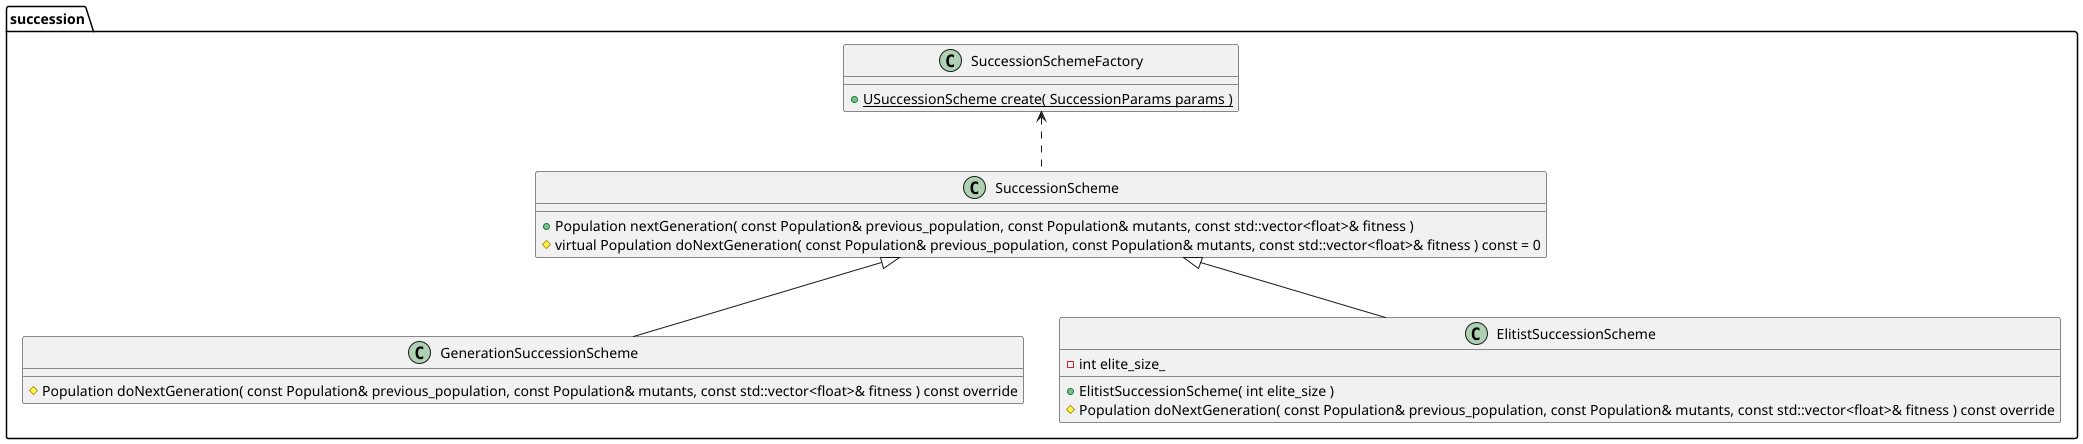 succession
C SuccessionSchemeFactory
USuccessionScheme create( SuccessionParams params )
C SuccessionScheme
Population nextGeneration( const Population& previous_population, const Population& mutants, const std::vector<float>& fitness )
virtual Population doNextGeneration( const Population& previous_population, const Population& mutants, const std::vector<float>& fitness ) const = 0
C GenerationSuccessionScheme
Population doNextGeneration( const Population& previous_population, const Population& mutants, const std::vector<float>& fitness ) const override
C ElitistSuccessionScheme
int elite_size_
ElitistSuccessionScheme( int elite_size )
Population doNextGeneration( const Population& previous_population, const Population& mutants, const std::vector<float>& fitness ) const override